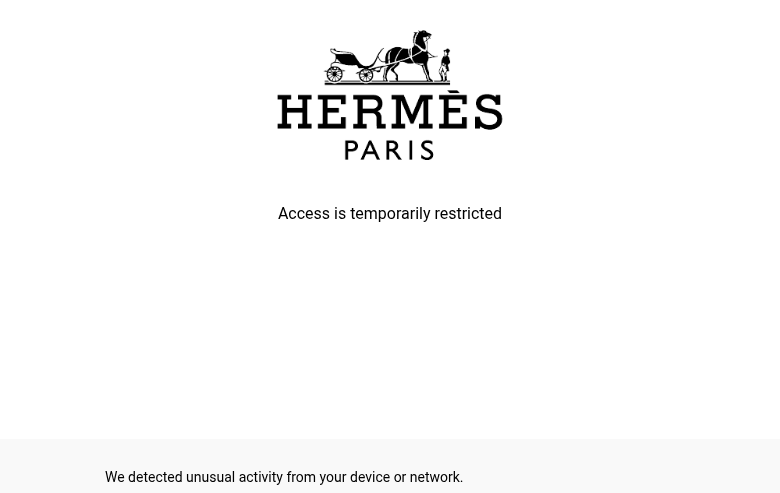 HERMÈS
PARIS
Access is temporarily restricted
We detected unusual activity from your device or network.